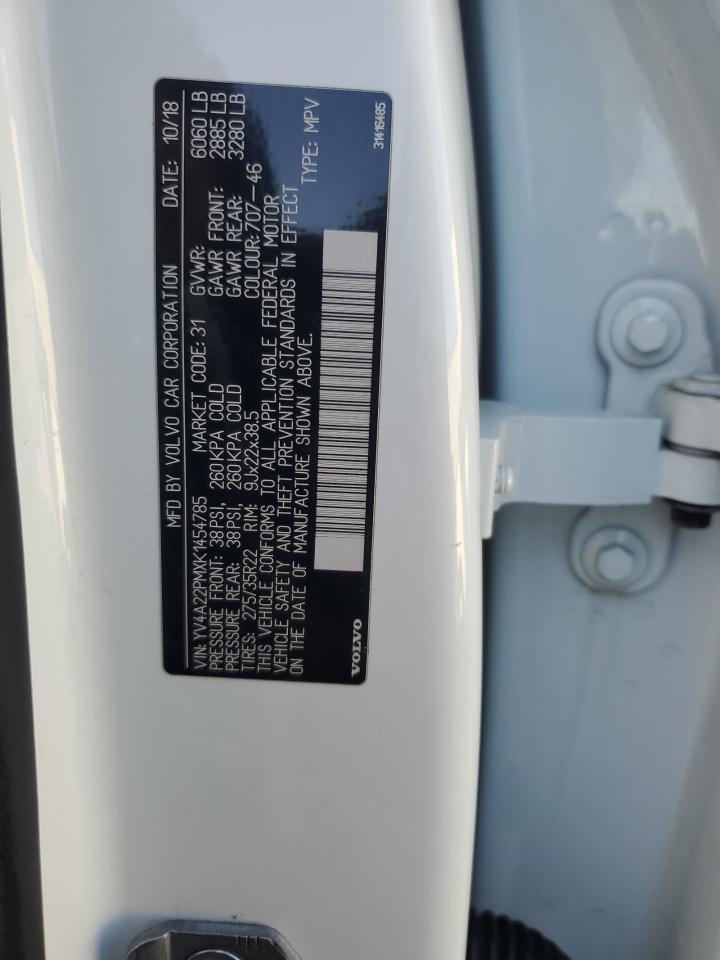 MFD BY VOLVO CAR CORPORATION DATE: 10/18
VIN: YV4A22PMXK1454785 MARKET CODE: 31 GVWR: 6060 LB
PRESSURE FRONT: 38PSI, 260KPA COLD GAWR FRONT: 2885 LB
PRESSURE REAR: 38PSI, 260KPA COLD GAWR REAR: 3280 LB
TIRES: 275/35R22 RIM: 9Jx22x38.5 COLOUR: 707-46
THIS VEHICLE CONFORMS TO ALL APPLICABLE FEDERAL MOTOR
VEHICLE SAFETY AND THEFT PREVENTION STANDARDS IN EFFECT
ON THE DATE OF MANUFACTURE SHOWN ABOVE. TYPE: MPV
VOLVO 31416485